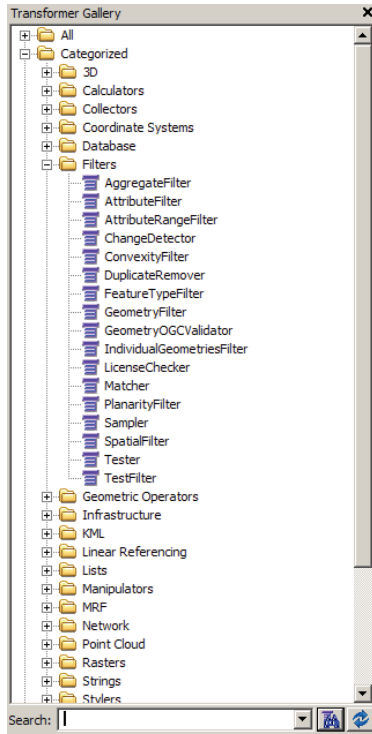 Transformer Gallery
All
Categorized
3D
Calculators
Collectors
Coordinate Systems
Database
Filters
AggregateFilter
AttributeFilter
AttributeRangeFilter
ChangeDetector
ConvexityFilter
DuplicateRemover
FeatureTypeFilter
GeometryFilter
GeometryOGCValidator
IndividualGeometriesFilter
LicenseChecker
Matcher
PlanarityFilter
Sampler
SpatialFilter
Tester
TestFilter
Geometric Operators
Infrastructure
KML
Linear Referencing
Lists
Manipulators
MRF
Network
Point Cloud
Rasters
Strings
Stylers
Search: